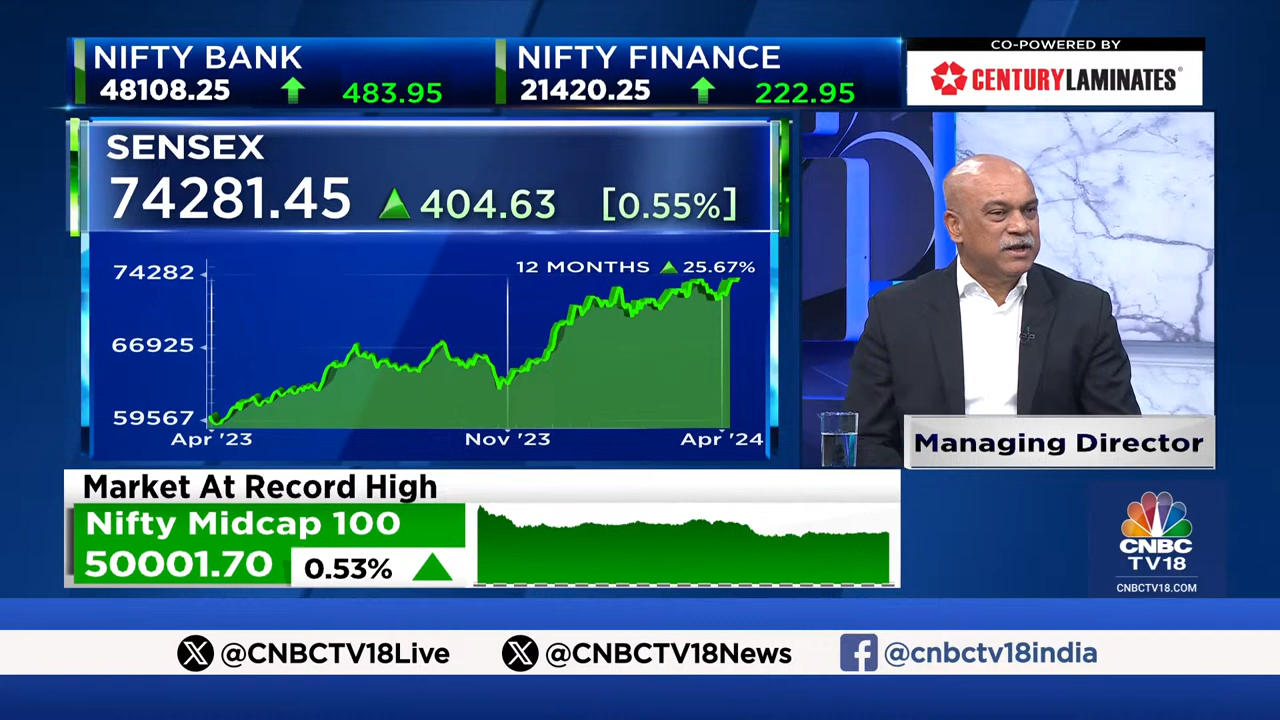 NIFTY BANK
48108.25 483.95
NIFTY FINANCE
21420.25 222.95
CO-POWERED BY
CENTURYLAMINATES®
SENSEX
74281.45 404.63 [0.55%]
12 MONTHS 25.67%
74282
66925
59567
Apr '23 Nov '23 Apr '24
Managing Director
Market At Record High
Nifty Midcap 100
50001.70 0.53%
CNBC
TV18
CNBCTV18.COM
@CNBCTV18Live @CNBCTV18News @cnbctv18india